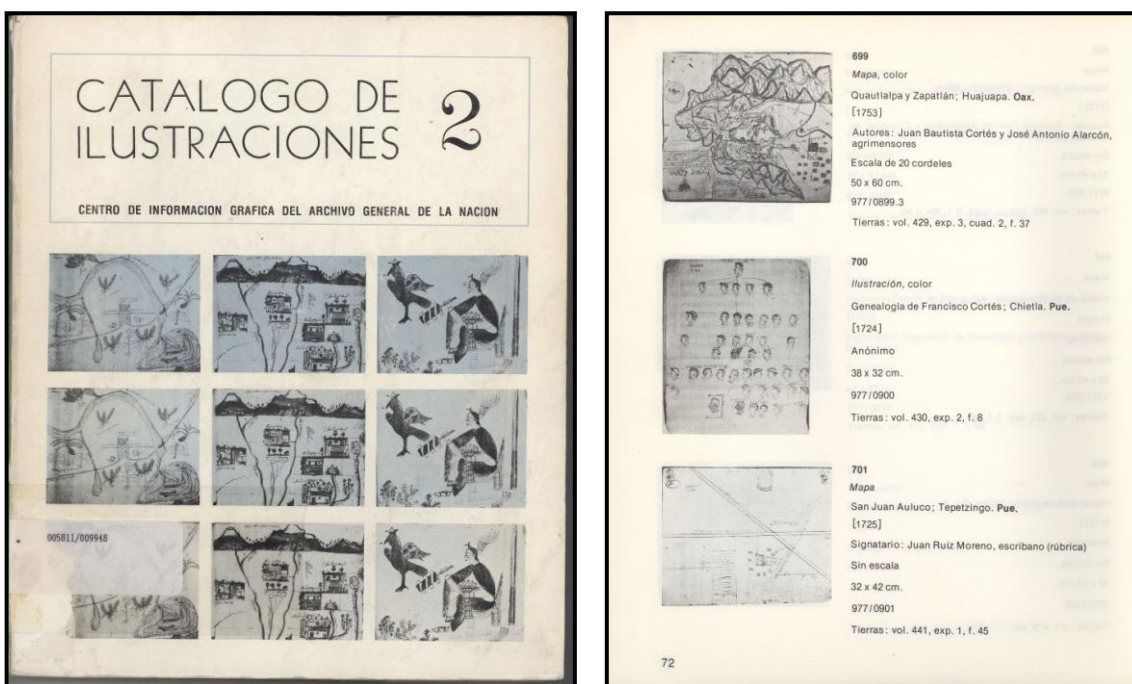 CATALOGO DE
ILUSTRACIONES
2
CENTRO DE INFORMACION GRAFICA DEL ARCHIVO GENERAL DE LA NACION
005811/009948
699
Mapa, color
Quautlalpa y Zapatlán; Huajuapa. Oax.
[1753]
Autores: Juan Bautista Cortés y José Antonio Alarcón,
agrimensores
Escala de 20 cordeles
50 x 60 cm.
977/0899.3
Tierras: vol. 429, exp. 3, cuad. 2, f. 37
700
Ilustración, color
Genealogía de Francisco Cortés; Chietla. Pue.
[1724]
Anónimo
38 x 32 cm.
977/0900
Tierras: vol. 430, exp. 2, f. 8
701
Mapa
San Juan Auluco; Tepetzingo. Pue.
[1725]
Signatario: Juan Ruiz Moreno, escribano (rúbrica)
Sin escala
32 x 42 cm.
977/0901
Tierras: vol. 441, exp. 1, f. 45
72